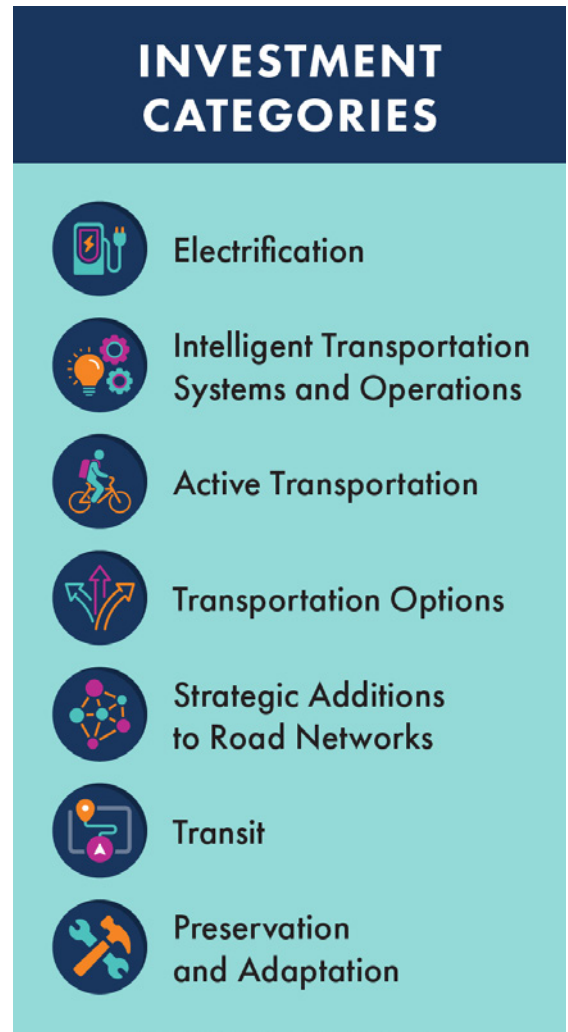 INVESTMENT
CATEGORIES
Electrification
Intelligent Transportation
Systems and Operations
Active Transportation
Transportation Options
Strategic Additions
to Road Networks
Transit
Preservation
and Adaptation